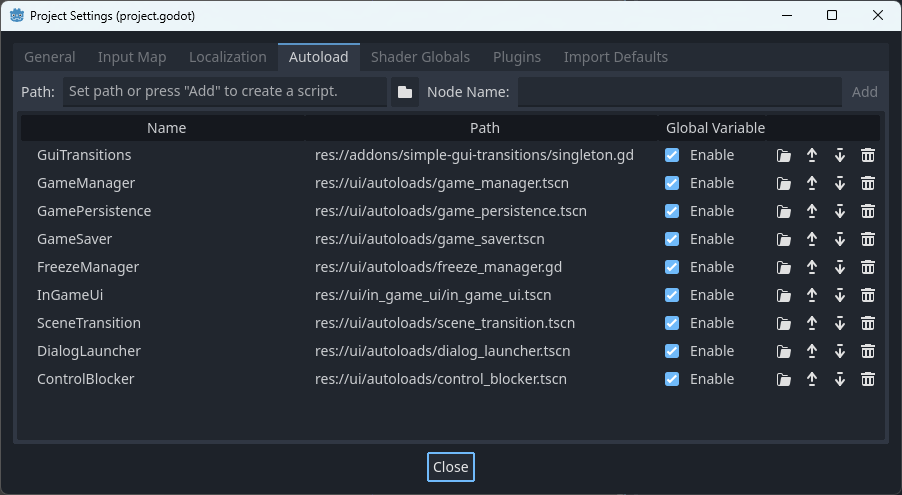 Project Settings (project.godot)
General Input Map Localization Autoload Shader Globals Plugins Import Defaults
Path: Set path or press "Add" to create a script. Node Name: Add
Name Path Global Variable
GuiTransitions res://addons/simple-gui-transitions/singleton.gd Enable
GameManager res://ui/autoloads/game_manager.tscn Enable
GamePersistence res://ui/autoloads/game_persistence.tscn Enable
GameSaver res://ui/autoloads/game_saver.tscn Enable
FreezeManager res://ui/autoloads/freeze_manager.gd Enable
InGameUi res://ui/in_game_ui/in_game_ui.tscn Enable
SceneTransition res://ui/autoloads/scene_transition.tscn Enable
DialogLauncher res://ui/autoloads/dialog_launcher.tscn Enable
ControlBlocker res://ui/autoloads/control_blocker.tscn Enable
Close